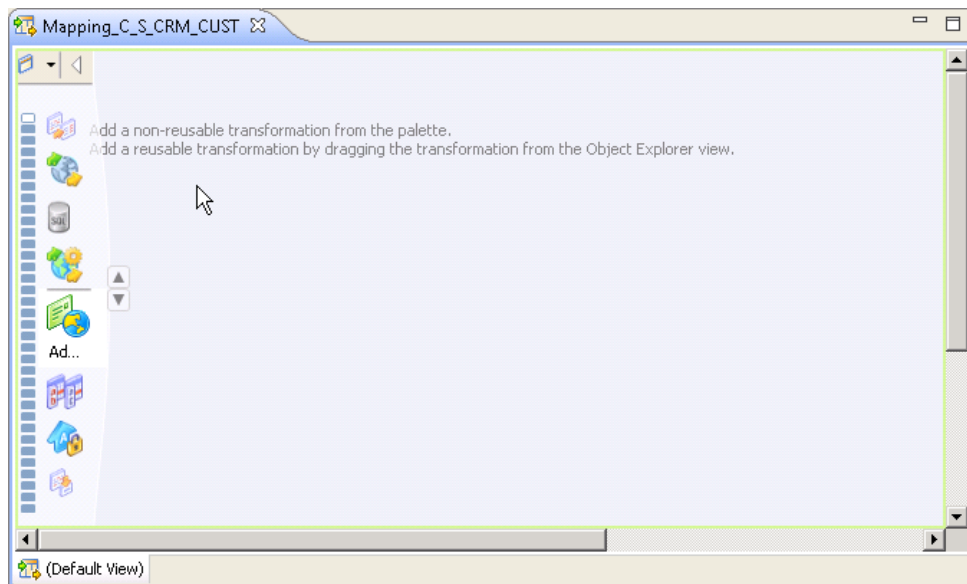 Mapping_C_S_CRM_CUST
Add a non-reusable transformation from the palette.
Add a reusable transformation by dragging the transformation from the Object Explorer view.
sql
Ad...
(Default View)